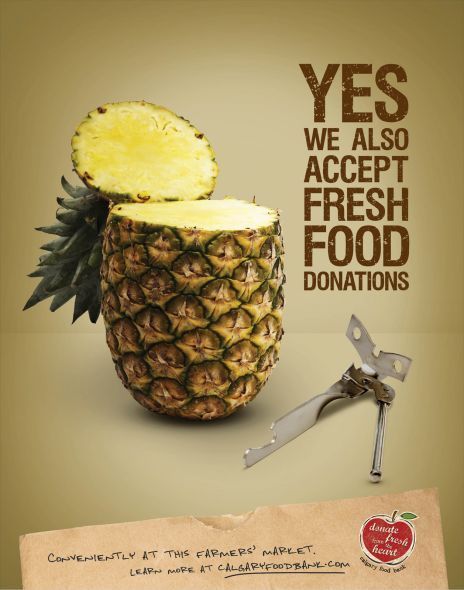 YES
WE ALSO
ACCEPT
FRESH
FOOD
DONATIONS
CONVENIENTLY AT THIS FARMERS' MARKET.
LEARN MORE AT CALGARYFOODBANK.COM
donate
fresh
from the
heart
calgary food bank